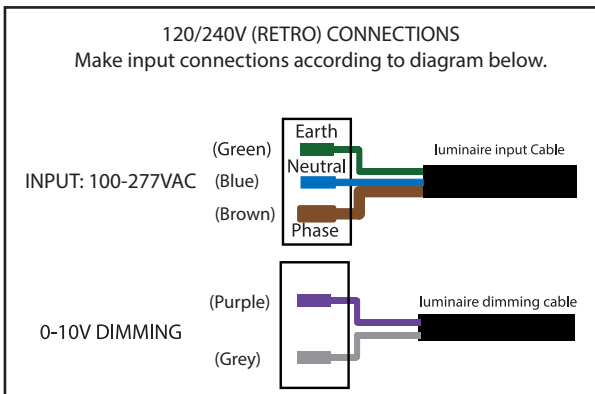 120/240V (RETRO) CONNECTIONS
Make input connections according to diagram below.
Earth
(Green)
luminaire input Cable
Neutral
INPUT: 100-277VAC
(Blue)
(Brown)
Phase
(Purple)
luminaire dimming cable
0-10V DIMMING
(Grey)